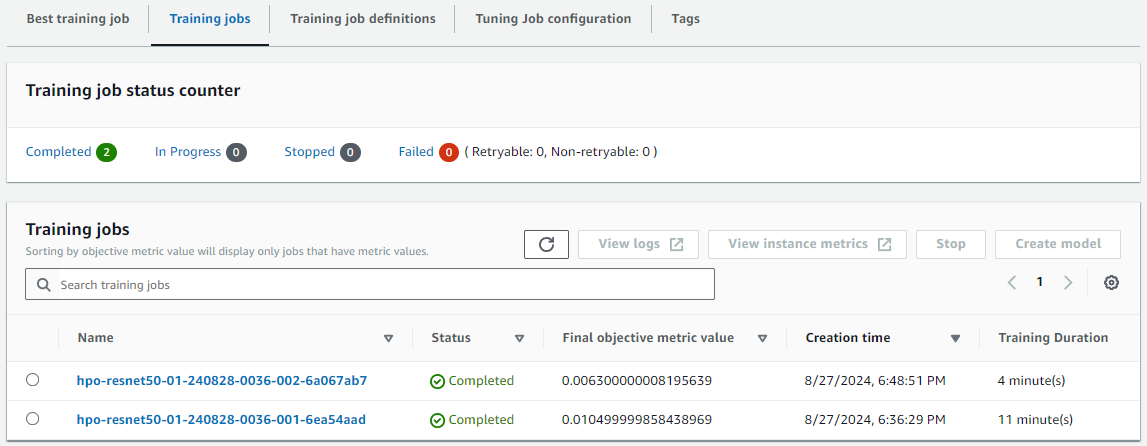 Best training job Training jobs Training job definitions Tuning Job configuration Tags
Training job status counter
Completed 2 In Progress 0 Stopped 0 Failed 0 ( Retryable: 0, Non-retryable: 0 )
Training jobs
Sorting by objective metric value will display only jobs that have metric values.
View logs View instance metrics Stop Create model
Search training jobs
1
Name Status Final objective metric value Creation time Training Duration
hpo-resnet50-01-240828-0036-002-6a067ab7 Completed 0.006300000008195639 8/27/2024, 6:48:51 PM 4 minute(s)
hpo-resnet50-01-240828-0036-001-6ea54aad Completed 0.010499999858438969 8/27/2024, 6:36:29 PM 11 minute(s)